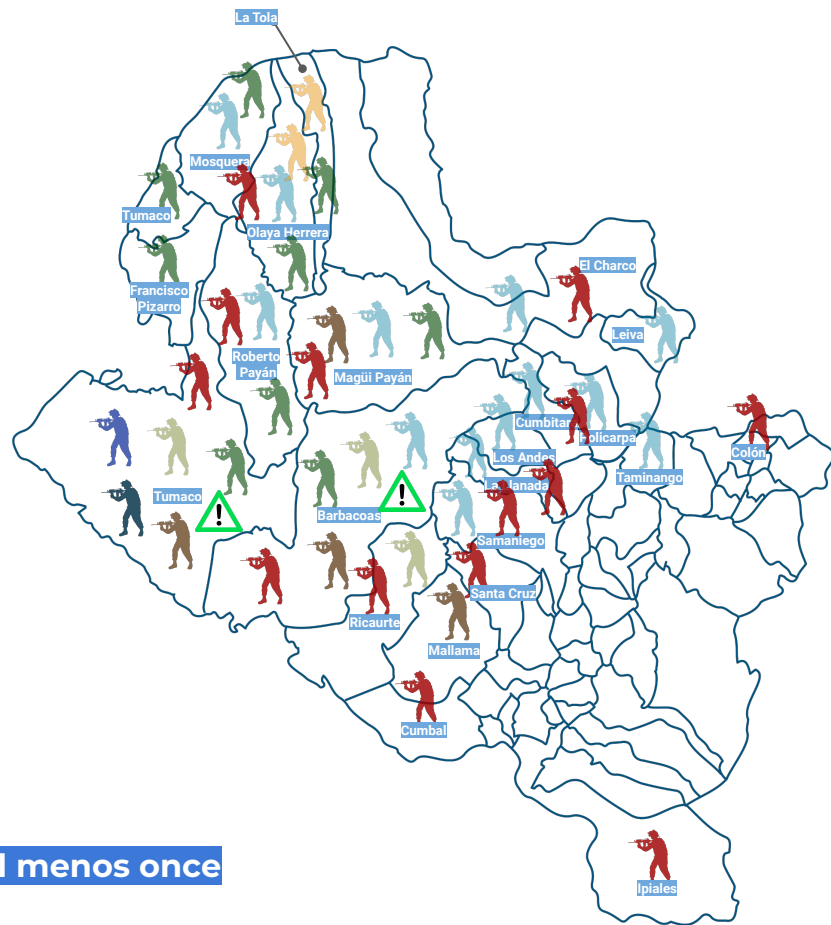 La Tola
Mosquera
Tumaco
Olaya Herrera
El Charco
Francisco
Pizarro
Leiva
Roberto
Payán
Magüi Payán
Cumbitar
Policarpa
Colón
Los Andes
La Llanada
Taminango
Tumaco
Barbacoas
Samaniego
Santa Cruz
Ricaurte
Mallama
Cumbal
l menos once
Ipiales